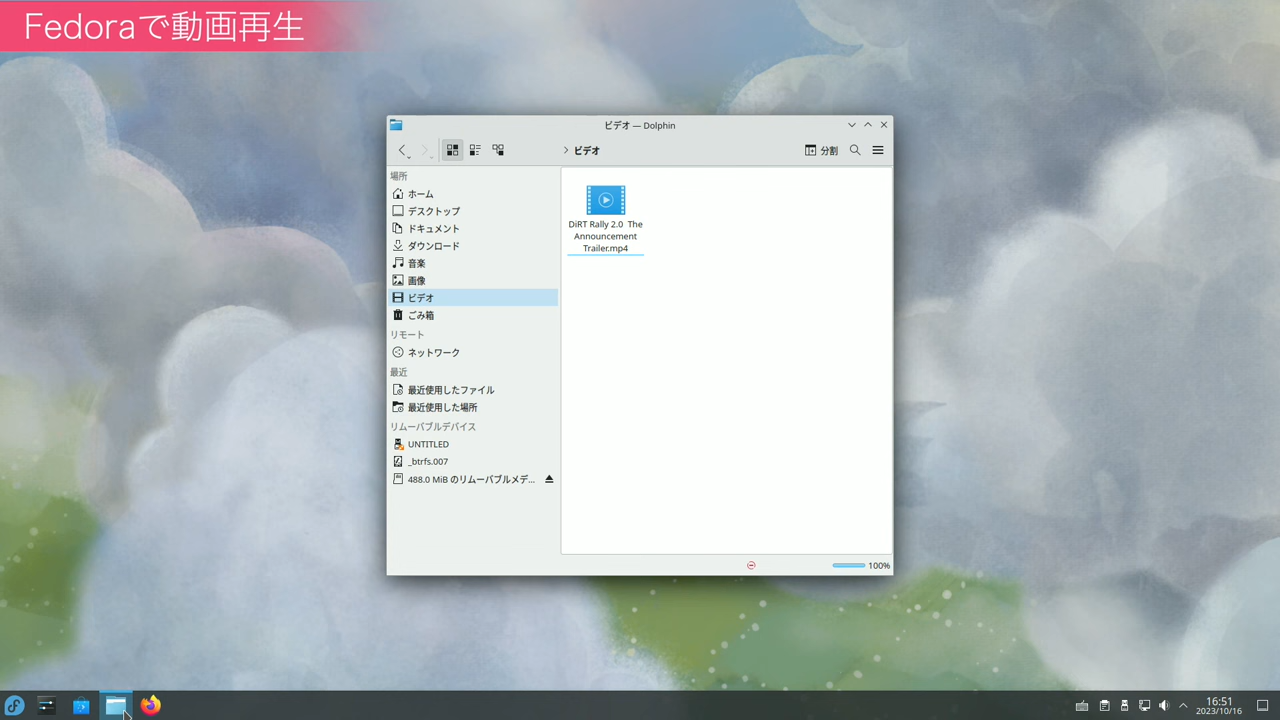 Fedoraで動画再生
ビデオ — Dolphin
ビデオ
分割
場所
ホーム
デスクトップ
ドキュメント
ダウンロード
音楽
画像
ビデオ
ごみ箱
リモート
ネットワーク
最近
最近使用したファイル
最近使用した場所
リムーバブルデバイス
UNTITLED
_btrfs.007
488.0 MiB のリムーバブルメデ...
DiRT Rally 2.0 The
Announcement
Trailer.mp4
100%
16:51
2023/10/16